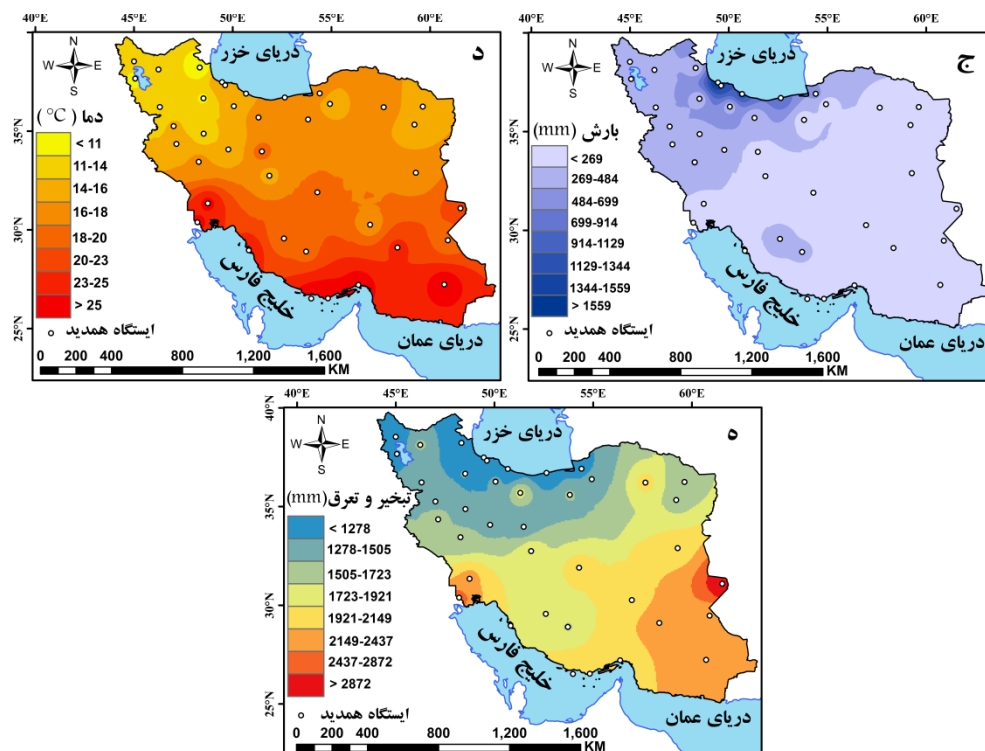 40°E 45°E 50°E 55°E 60°E
د
N
W E
S
دریای خزر
دما (°C)
< 11
11-14
14-16
16-18
18-20
20-23
23-25
> 25
ایستگاه همدید
35°N
30°N
25°N
خلیج فارس
دریای عمان
0 200 400 800 1,200 1,600
KM
40°E 45°E 50°E 55°E 60°E
ج
N
W E
S
دریای خزر
بارش (mm)
< 269
269-484
484-699
699-914
914-1129
1129-1344
1344-1559
> 1559
ایستگاه همدید
35°N
30°N
25°N
خلیج فارس
دریای عمان
0 200 400 800 1,200 1,600
KM
40°E 45°E 50°E 55°E 60°E
ه
N
W E
S
دریای خزر
تبخیر و تعرق (mm)
< 1278
1278-1505
1505-1723
1723-1921
1921-2149
2149-2437
2437-2872
> 2872
ایستگاه همدید
40°N
35°N
30°N
25°N
خلیج فارس
دریای عمان
0 200 400 800 1,200 1,600
KM